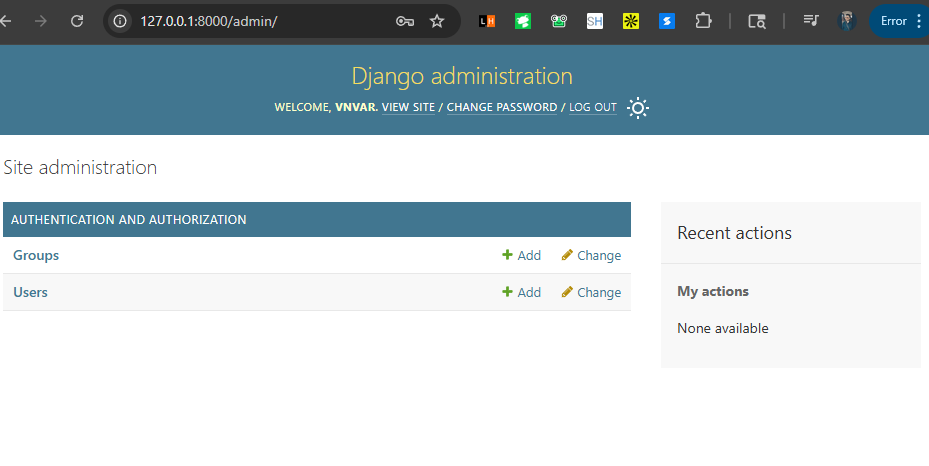 127.0.0.1:8000/admin/
LH
SH
S
Error
Django administration
WELCOME, VNVAR. VIEW SITE / CHANGE PASSWORD / LOG OUT
Site administration
AUTHENTICATION AND AUTHORIZATION
Groups Add Change
Users Add Change
Recent actions
My actions
None available